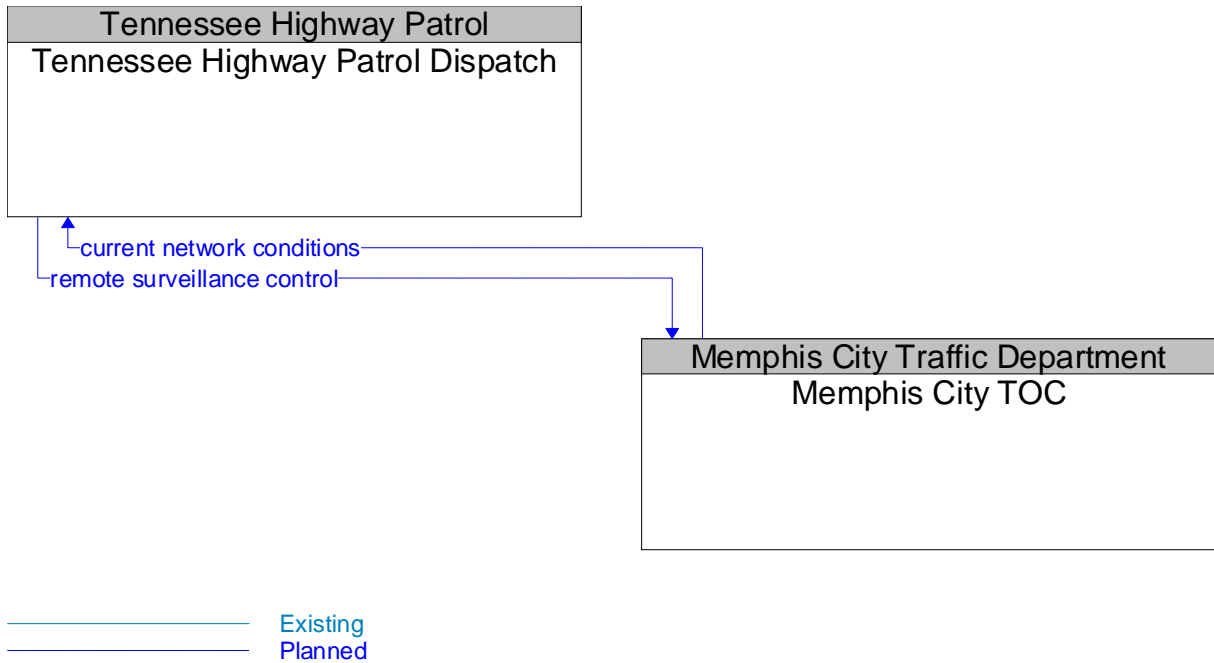 Tennessee Highway Patrol
Tennessee Highway Patrol Dispatch
current network conditions
remote surveillance control
Memphis City Traffic Department
Memphis City TOC
Existing
Planned